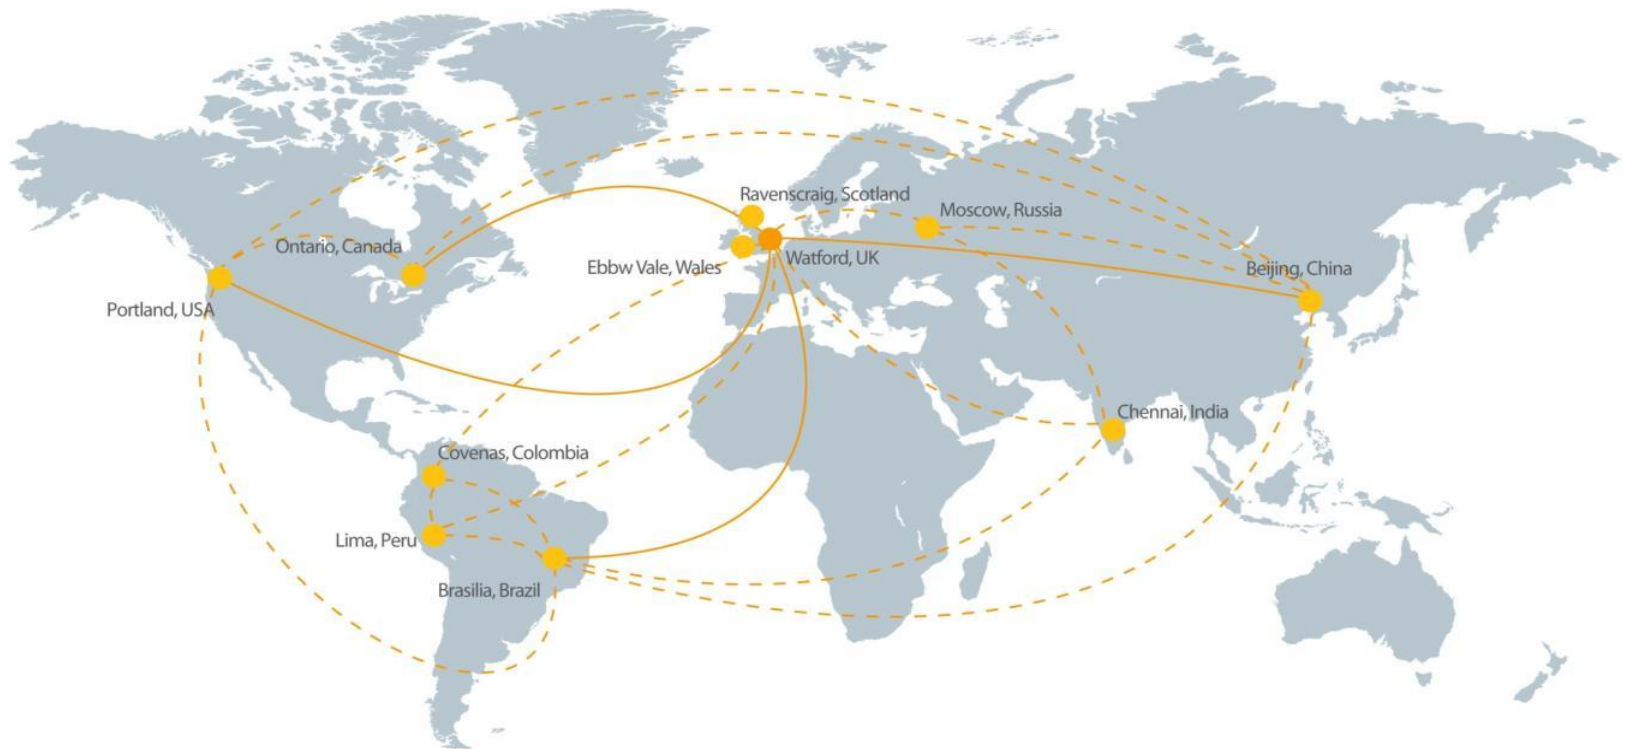 Ravenscraig, Scotland
Moscow, Russia
Ontario, Canada
Watford, UK
Ebbw Vale, Wales
Beijing, China
Portland, USA
Chennai, India
Covenas, Colombia
Lima, Peru
Brasilia, Brazil